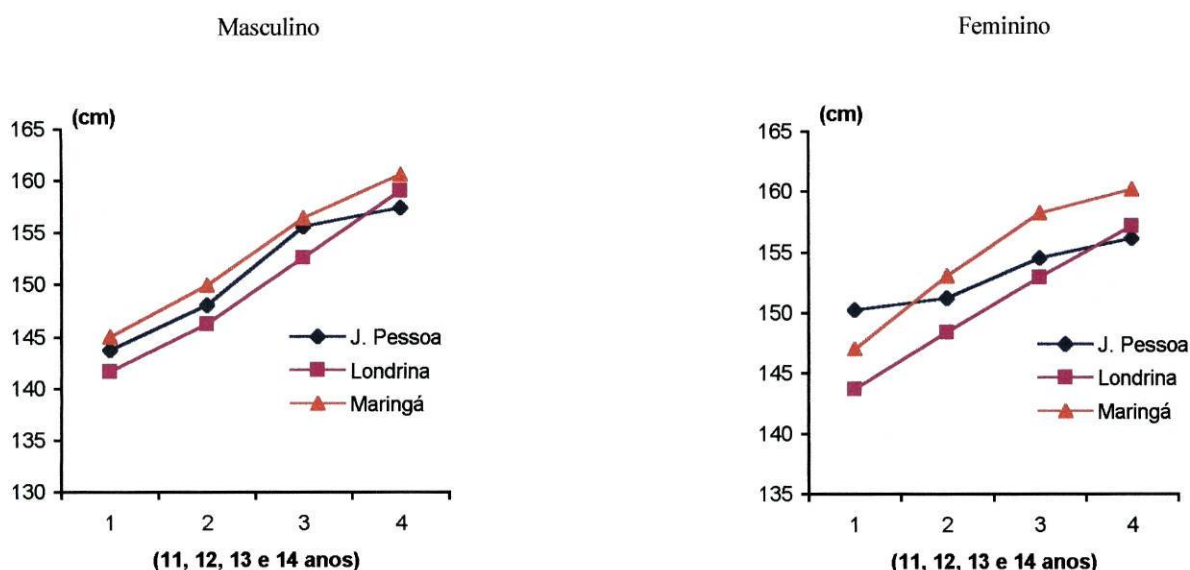 Masculino
(cm)
165
160
155
150
145
140
135
130
1 2 3 4
(11, 12, 13 e 14 anos)
J. Pessoa
Londrina
Maringá
Feminino
(cm)
165
160
155
150
145
140
135
1 2 3 4
(11, 12, 13 e 14 anos)
J. Pessoa
Londrina
Maringá